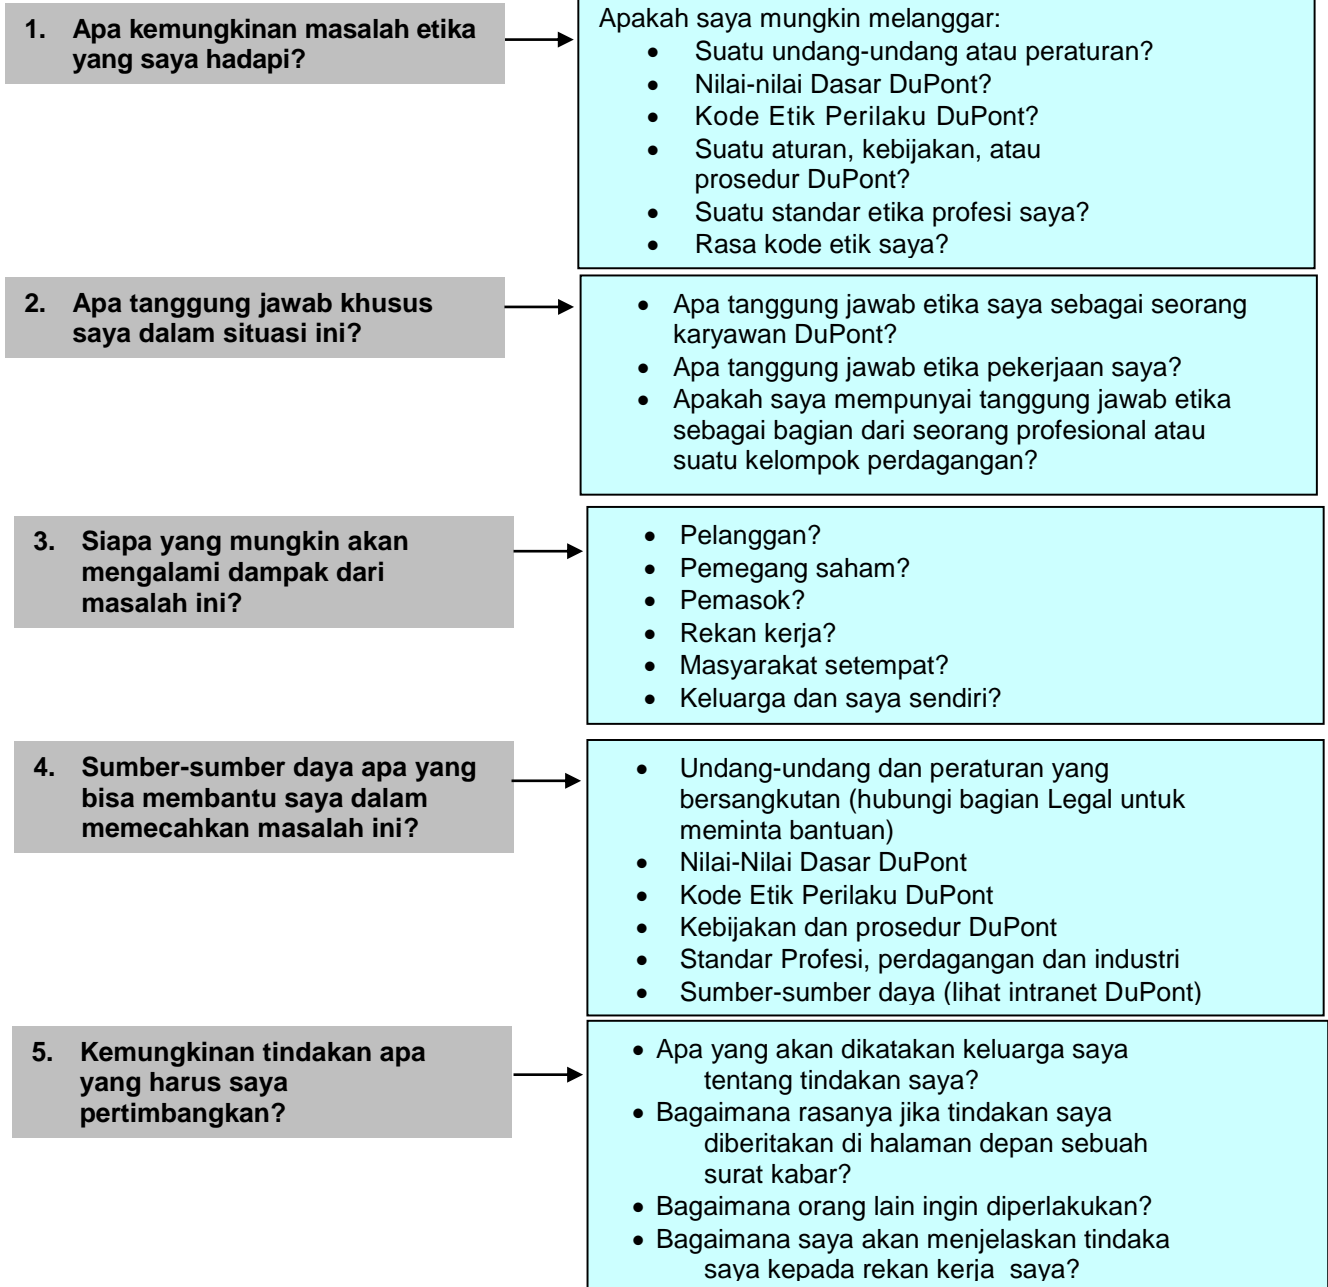 1. Apa kemungkinan masalah etika
yang saya hadapi?
Apakah saya mungkin melanggar:
• Suatu undang-undang atau peraturan?
• Nilai-nilai Dasar DuPont?
• Kode Etik Perilaku DuPont?
• Suatu aturan, kebijakan, atau
prosedur DuPont?
• Suatu standar etika profesi saya?
• Rasa kode etik saya?
2. Apa tanggung jawab khusus
saya dalam situasi ini?
• Apa tanggung jawab etika saya sebagai seorang
karyawan DuPont?
• Apa tanggung jawab etika pekerjaan saya?
• Apakah saya mempunyai tanggung jawab etika
sebagai bagian dari seorang profesional atau
suatu kelompok perdagangan?
3. Siapa yang mungkin akan
mengalami dampak dari
masalah ini?
• Pelanggan?
• Pemegang saham?
• Pemasok?
• Rekan kerja?
• Masyarakat setempat?
• Keluarga dan saya sendiri?
4. Sumber-sumber daya apa yang
bisa membantu saya dalam
memecahkan masalah ini?
• Undang-undang dan peraturan yang
bersangkutan (hubungi bagian Legal untuk
meminta bantuan)
• Nilai-Nilai Dasar DuPont
• Kode Etik Perilaku DuPont
• Kebijakan dan prosedur DuPont
• Standar Profesi, perdagangan dan industri
• Sumber-sumber daya (lihat intranet DuPont)
5. Kemungkinan tindakan apa
yang harus saya
pertimbangkan?
• Apa yang akan dikatakan keluarga saya
tentang tindakan saya?
• Bagaimana rasanya jika tindakan saya
diberitakan di halaman depan sebuah
surat kabar?
• Bagaimana orang lain ingin diperlakukan?
• Bagaimana saya akan menjelaskan tindaka
saya kepada rekan kerja saya?